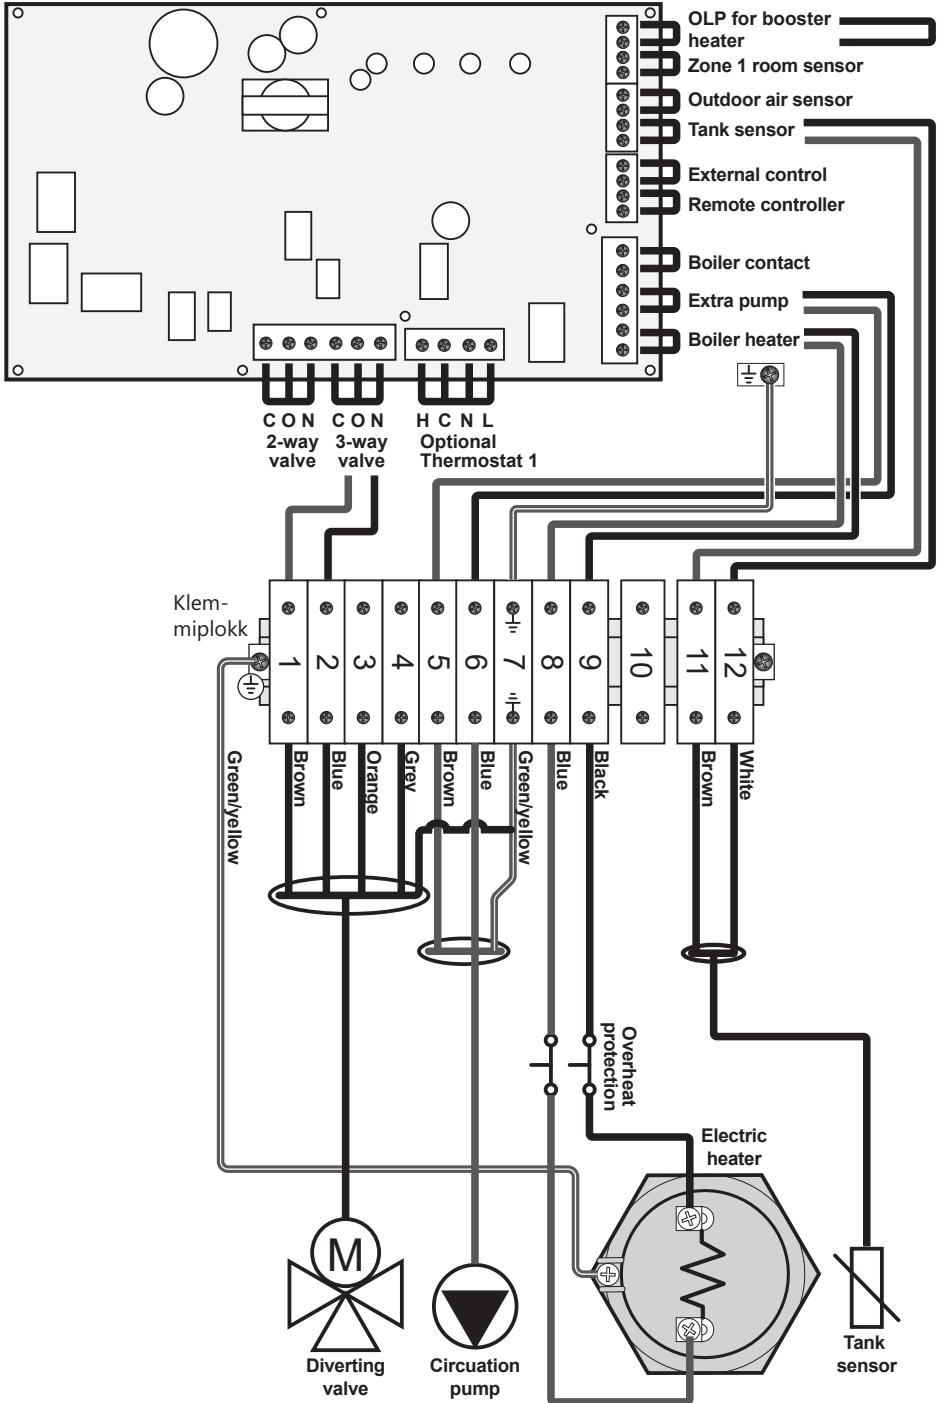 OLP for booster
heater
Zone 1 room sensor
Outdoor air sensor
Tank sensor
External control
Remote controller
Boiler contact
Extra pump
Boiler heater
C O N
2-way
valve
C O N
3-way
valve
H C N L
Optional
Thermostat 1
Klem-
miplokk
1
2
3
4
5
6
7
8
9
10
11
12
Green/yellow
Brown
Blue
Orange
Grey
Brown
Blue
Green/yellow
Blue
Black
Brown
White
Overheat
protection
Electric
heater
M
Diverting
valve
Circuation
pump
Tank
sensor